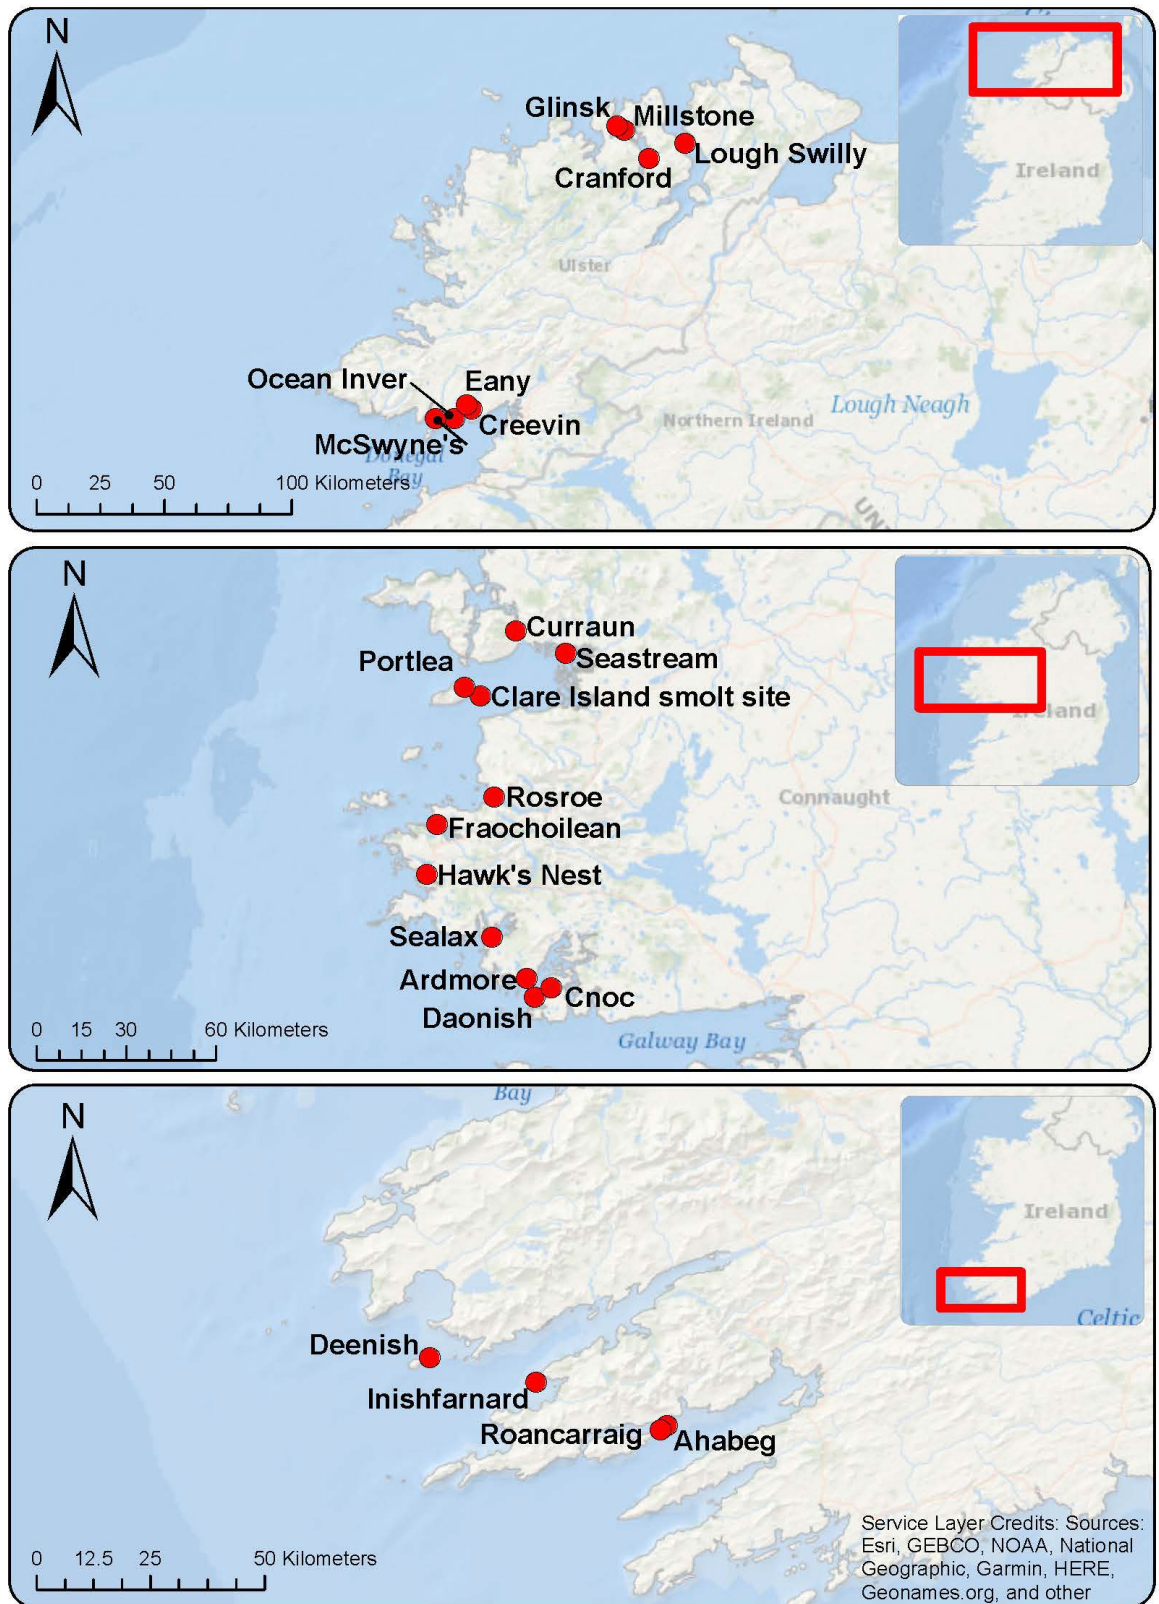 N
Glinsk
Millstone
Lough Swilly
Cranford
Ireland
Ulster
Ocean Inver
Eany
Creevin
McSwyne's
Donegal
Bay
Northern Ireland
Lough Neagh
0 25 50 100 Kilometers
N
Curraun
Seastream
Portlea
Clare Island smolt site
Ireland
Rosroe
Connaught
Fraochoilean
Hawk's Nest
Sealax
Ardmore
Cnoc
Daonish
Galway Bay
0 15 30 60 Kilometers
Bay
N
Ireland
Celtic
Deenish
Inishfarnard
Roancarraig
Ahabeg
0 12.5 25 50 Kilometers
Service Layer Credits: Sources:
Esri, GEBCO, NOAA, National
Geographic, Garmin, HERE,
Geonames.org, and other